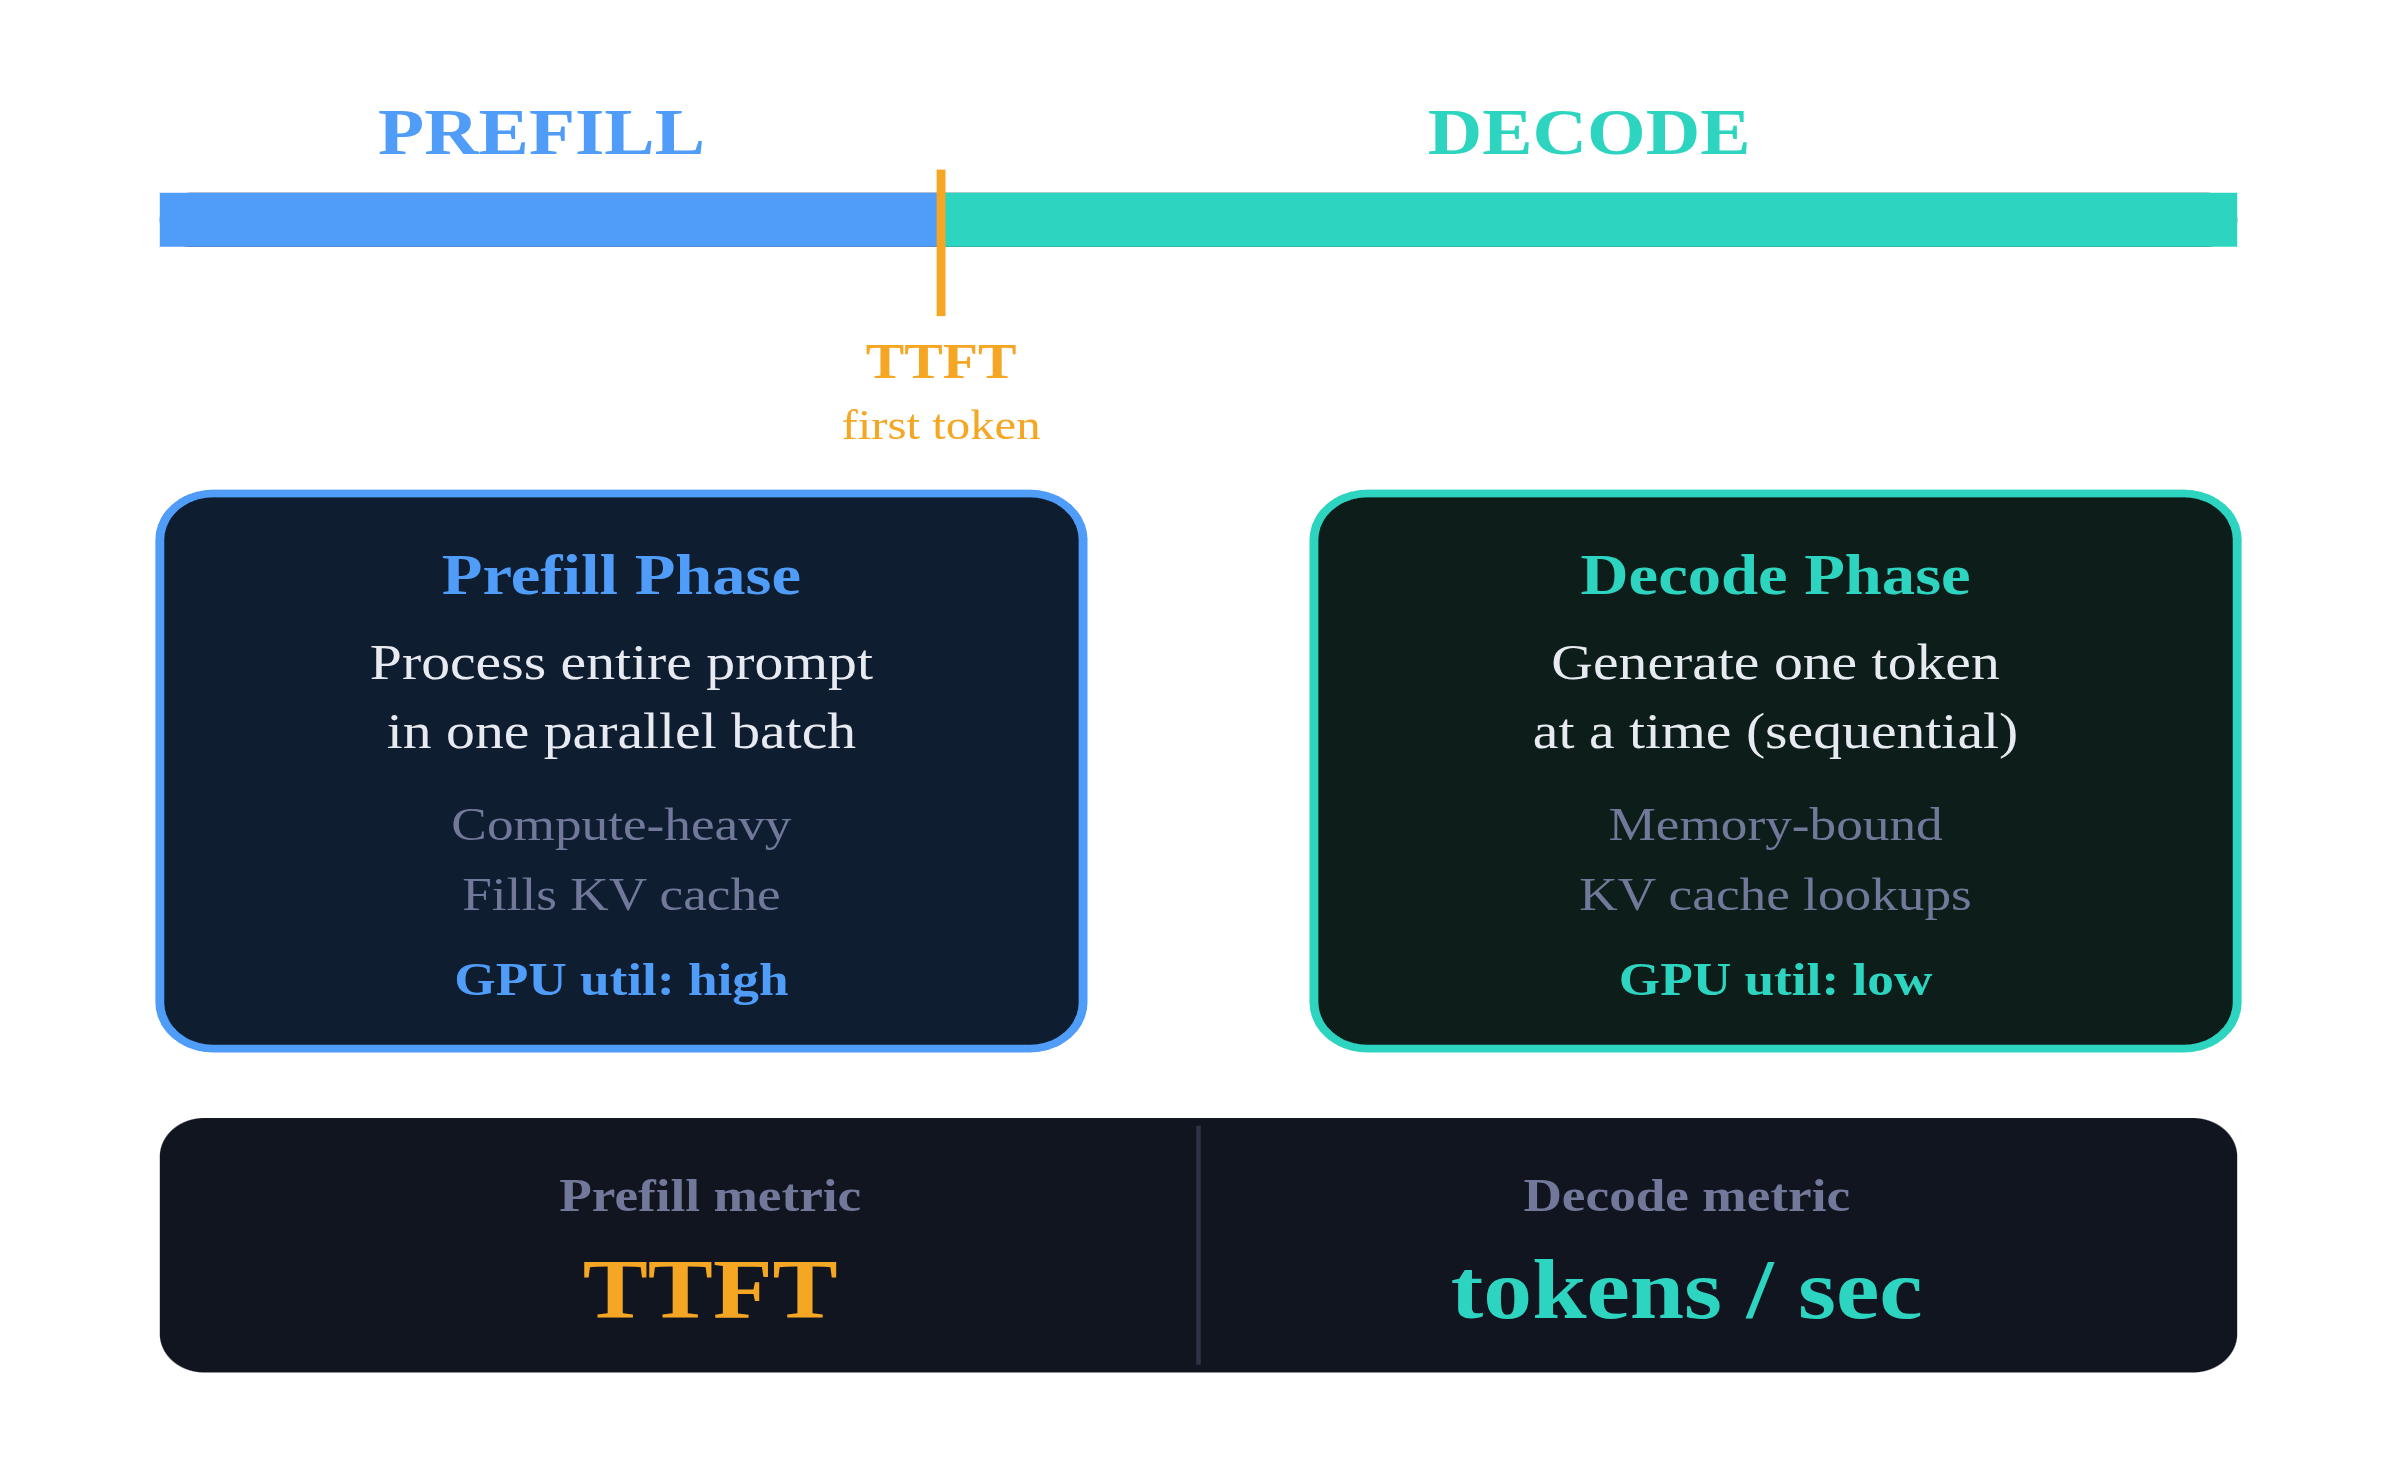 PREFILL
DECODE
TTFT
first token
Prefill Phase
Process entire prompt
in one parallel batch
Compute-heavy
Fills KV cache
GPU util: high
Decode Phase
Generate one token
at a time (sequential)
Memory-bound
KV cache lookups
GPU util: low
Prefill metric
TTFT
Decode metric
tokens / sec